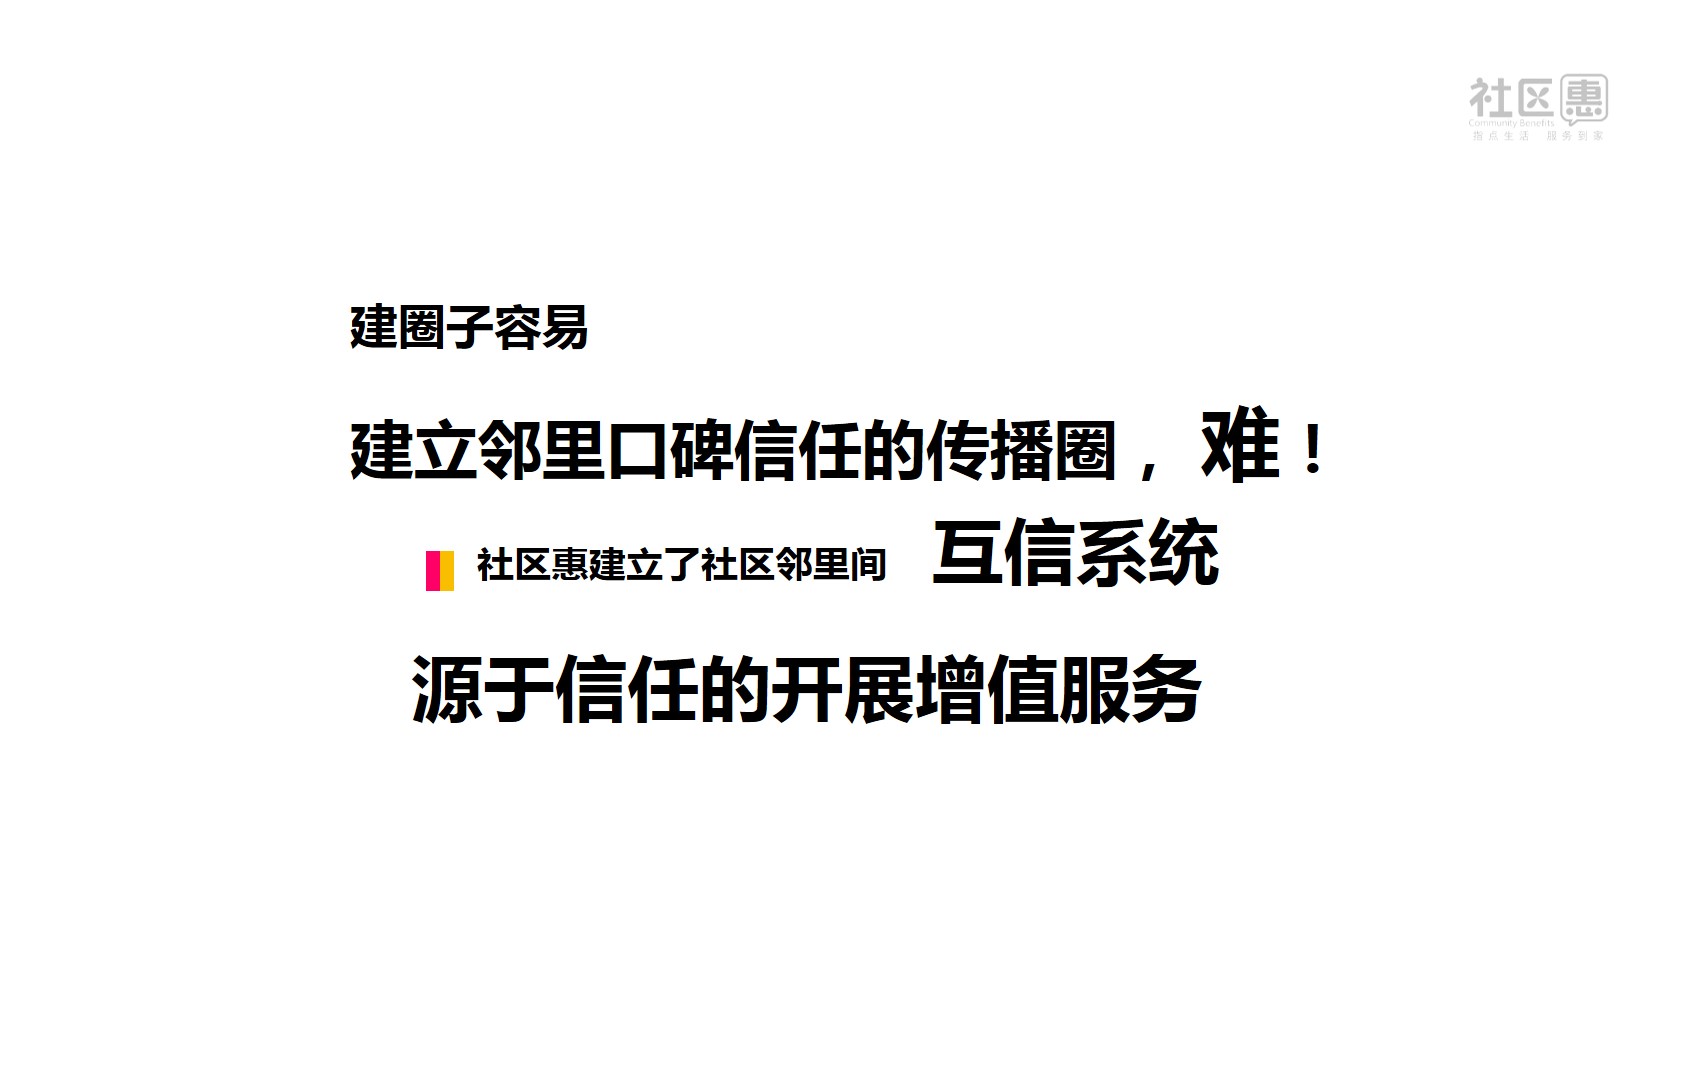 社区惠
Community Benefits
指点生活 服务到家
建圈子容易
建立邻里口碑信任的传播圈，难！
社区惠建立了社区邻里间 互信系统
源于信任的开展增值服务